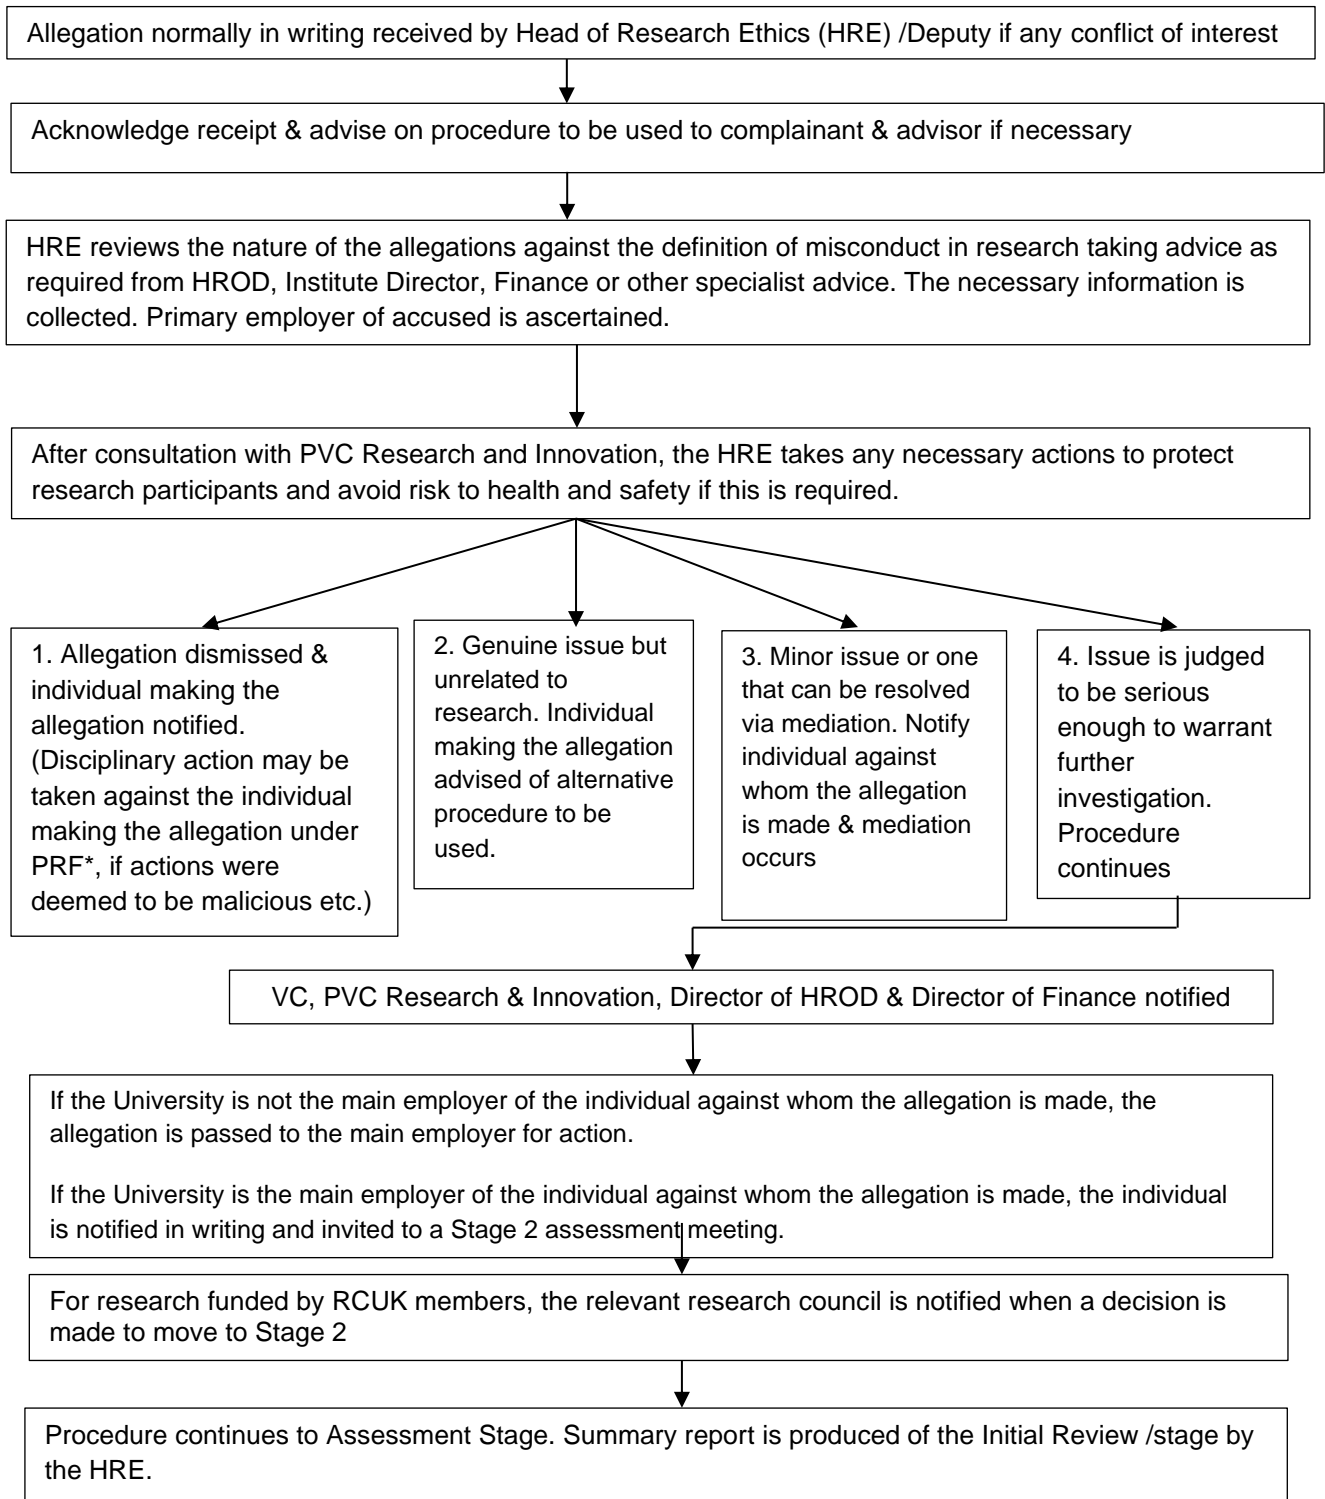 Allegation normally in writing received by Head of Research Ethics (HRE) /Deputy if any conflict of interest
Acknowledge receipt & advise on procedure to be used to complainant & advisor if necessary
HRE reviews the nature of the allegations against the definition of misconduct in research taking advice as
required from HROD, Institute Director, Finance or other specialist advice. The necessary information is
collected. Primary employer of accused is ascertained.
After consultation with PVC Research and Innovation, the HRE takes any necessary actions to protect
research participants and avoid risk to health and safety if this is required.
1. Allegation dismissed &
individual making the
allegation notified.
(Disciplinary action may be
taken against the individual
making the allegation under
PRF*, if actions were
deemed to be malicious etc.)
2. Genuine issue but
unrelated to
research. Individual
making the allegation
advised of alternative
procedure to be
used.
3. Minor issue or one
that can be resolved
via mediation. Notify
individual against
whom the allegation
is made & mediation
occurs
4. Issue is judged
to be serious
enough to warrant
further
investigation.
Procedure
continues
VC, PVC Research & Innovation, Director of HROD & Director of Finance notified
If the University is not the main employer of the individual against whom the allegation is made, the
allegation is passed to the main employer for action.
If the University is the main employer of the individual against whom the allegation is made, the individual
is notified in writing and invited to a Stage 2 assessment meeting.
For research funded by RCUK members, the relevant research council is notified when a decision is
made to move to Stage 2
Procedure continues to Assessment Stage. Summary report is produced of the Initial Review /stage by
the HRE.